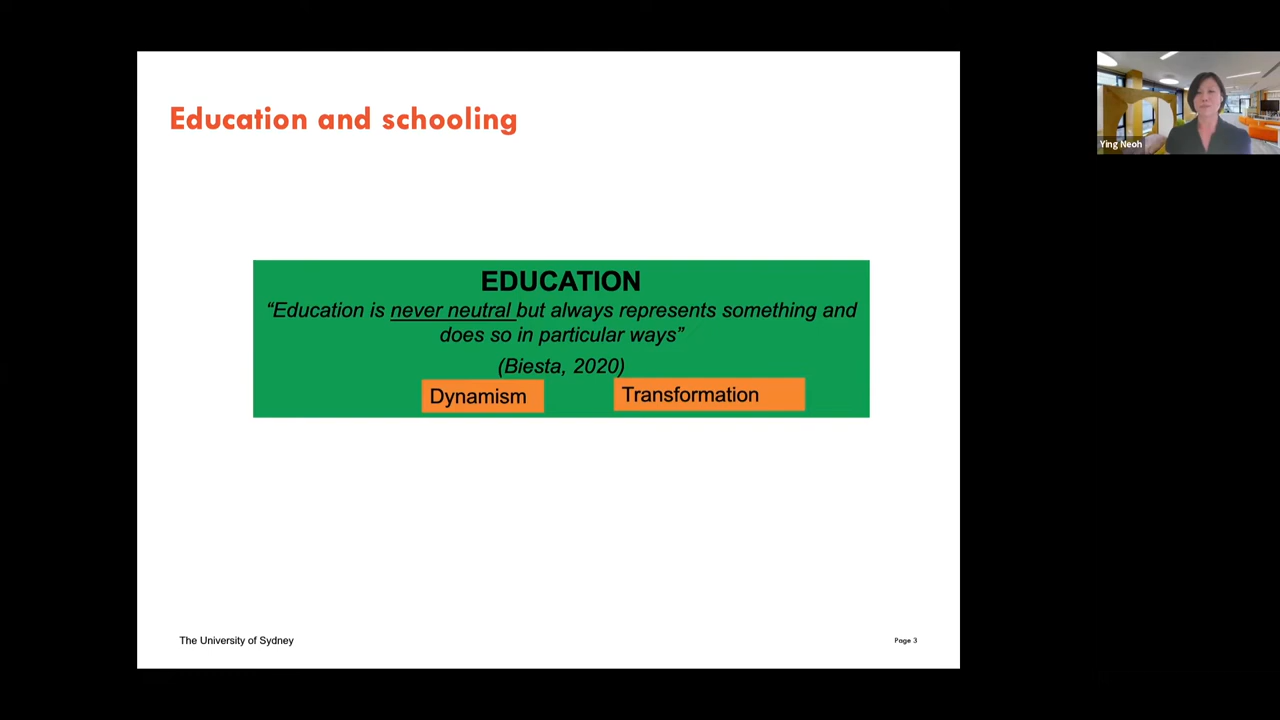 Education and schooling
EDUCATION
“Education is never neutral but always represents something and
does so in particular ways”
(Biesta, 2020)
Dynamism
Transformation
The University of Sydney
Page 3
Ying Neoh